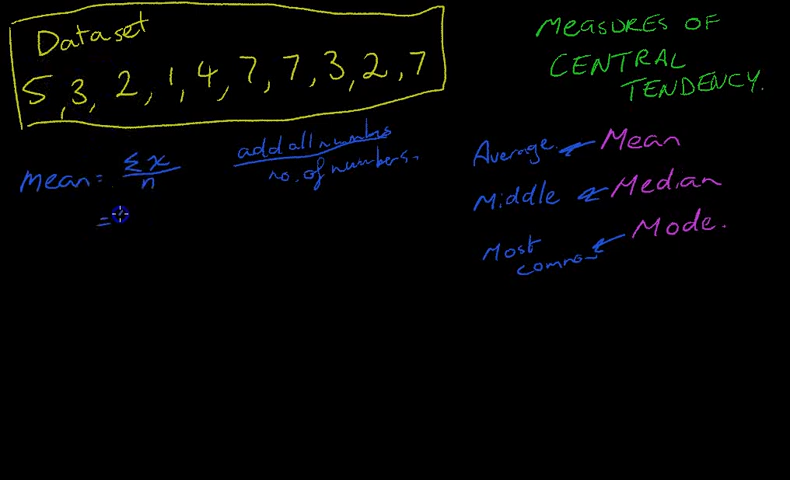 Dataset
5, 3, 2, 1, 4, 7, 7, 3, 2, 7
MEASURES OF
CENTRAL
TENDENCY.
mean = Σx/n
add all numbers
no. of numbers.
=
Average. ← Mean
Middle ← Median
Most common ← Mode.